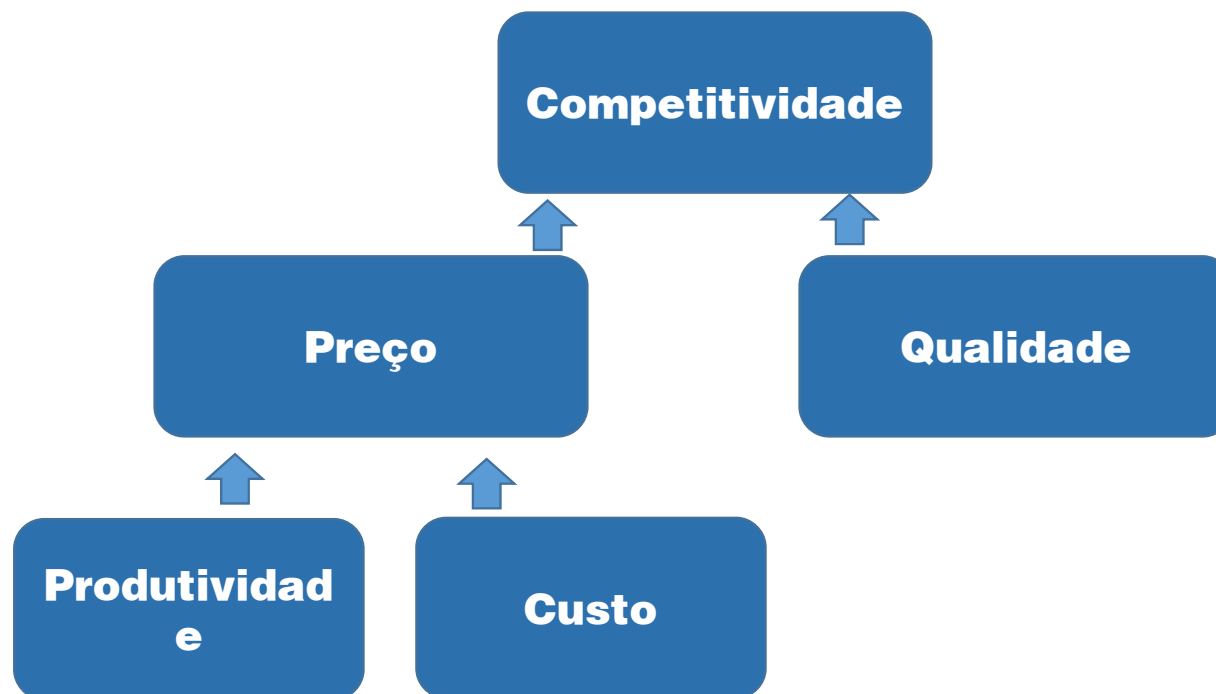 Competitividade
Preço
Qualidade
Produtividad
e
Custo